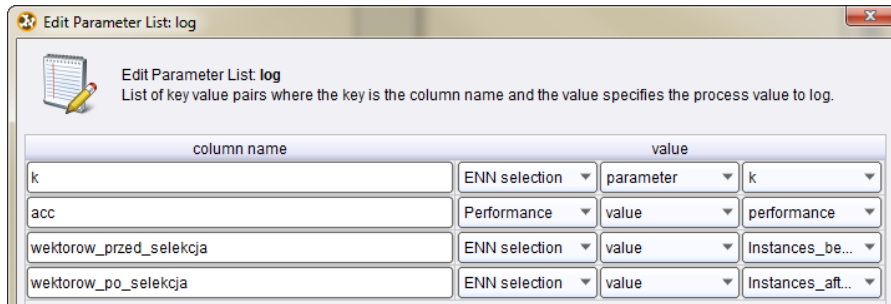 Edit Parameter List: log
Edit Parameter List: log
List of key value pairs where the key is the column name and the value specifies the process value to log.
column name value
k ENN selection parameter k
acc Performance value performance
wektorow_przed_selekcja ENN selection value Instances_be...
wektorow_po_selekcja ENN selection value Instances_aft...